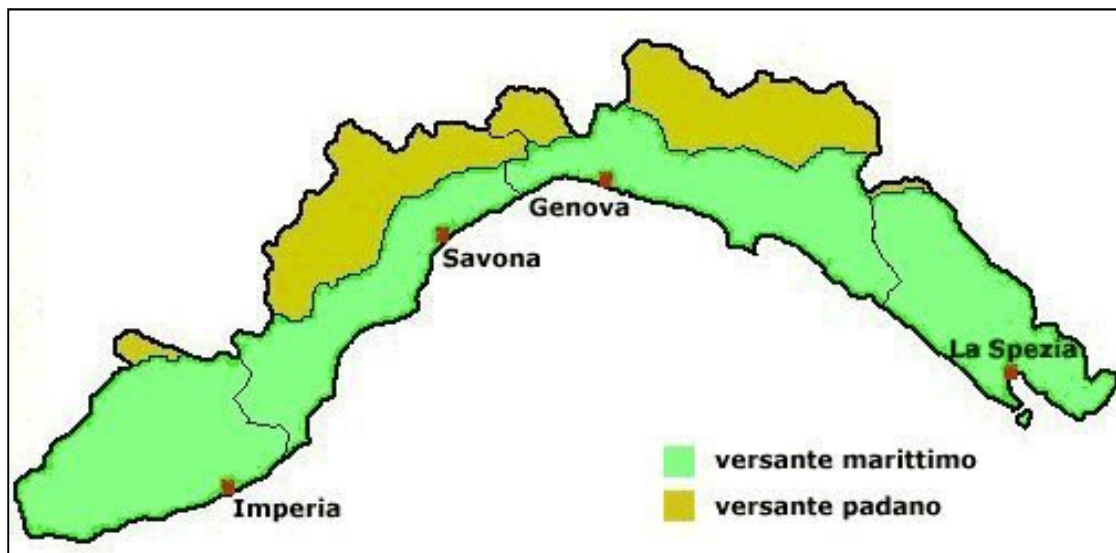 Genova
Savona
La Spezia
Imperia
versante marittimo
versante padano